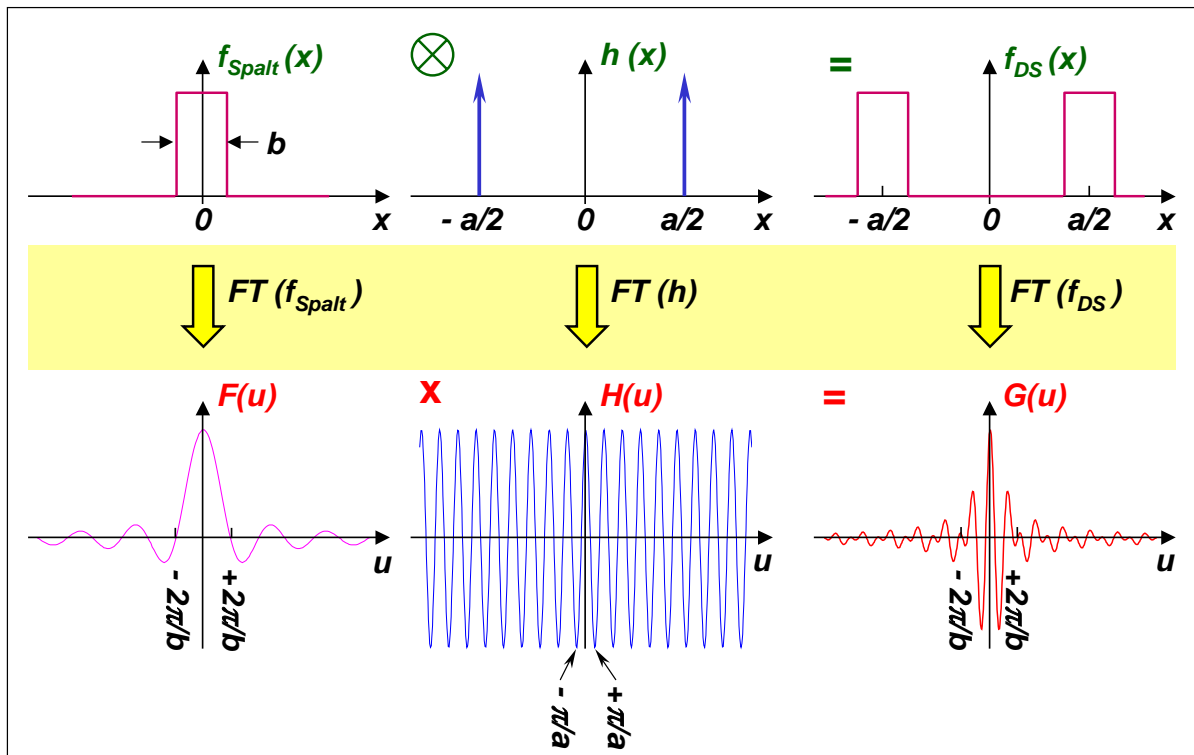 f_Spalt (x) ⊗ h (x) = f_DS (x)
b
0 x - a/2 0 a/2 x - a/2 0 a/2 x
FT (f_Spalt ) FT (h) FT (f_DS )
F(u) x H(u) = G(u)
u u u
- 2π/b + 2π/b - π/a + π/a - 2π/b +2π/b